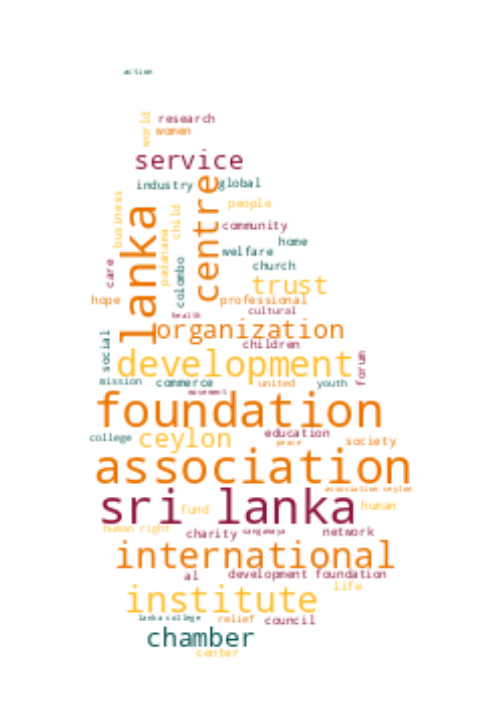 action
world
research
women
service
industry
global
business
lanka
centre
child
people
padanama
community
home
welfare
care
colombo
church
trust
hope
professional
cultural
health
organization
social
children
development
forum
mission
commerce
united
youth
movement
foundation
college
ceylon
education
peace
society
association
association ceylon
sri lanka
fund
human
human right
charity
sangamaya
network
international
al
development foundation
institute
life
lanka college
relief
council
chamber
center